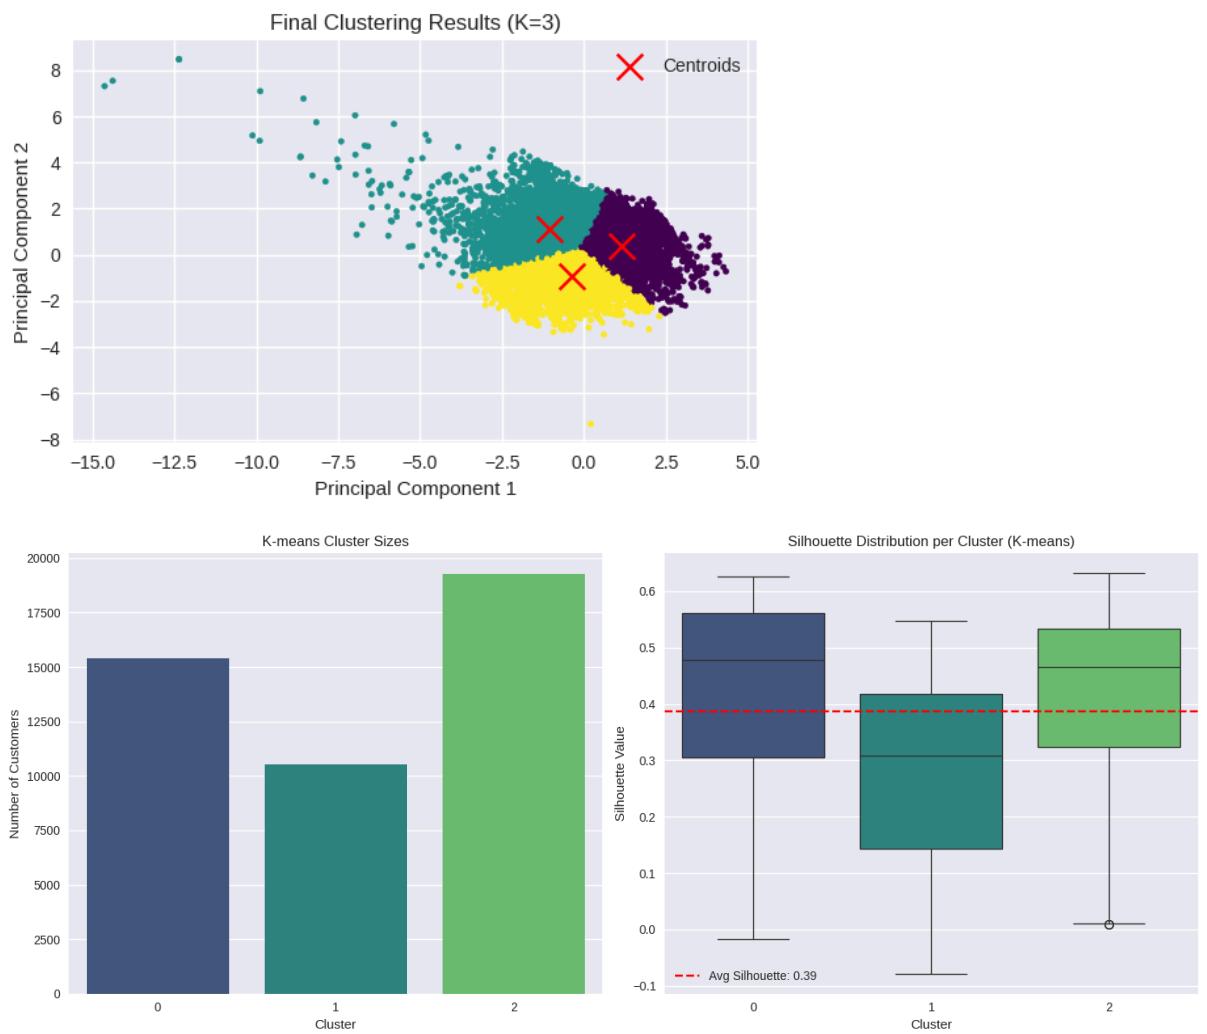 Final Clustering Results (K=3)
Centroids
Principal Component 2
8
6
4
2
0
−2
−4
−6
−8
−15.0 −12.5 −10.0 −7.5 −5.0 −2.5 0.0 2.5 5.0
Principal Component 1
K-means Cluster Sizes
Number of Customers
20000
17500
15000
12500
10000
7500
5000
2500
0
0 1 2
Cluster
Silhouette Distribution per Cluster (K-means)
Silhouette Value
0.6
0.5
0.4
0.3
0.2
0.1
0.0
−0.1
Avg Silhouette: 0.39
0 1 2
Cluster